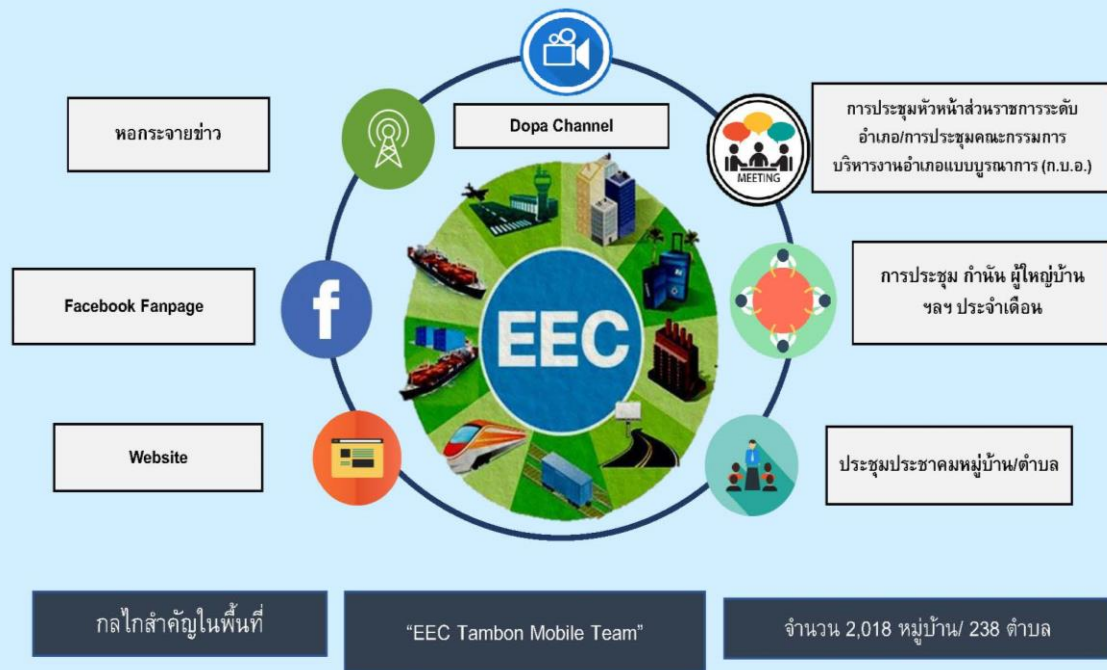 หอกระจายข่าว
Dopa Channel
MEETING
การประชุมหัวหน้าส่วนราชการระดับ
อำเภอ/การประชุมคณะกรรมการ
บริหารงานอำเภอแบบบูรณาการ (ก.บ.อ.)
Facebook Fanpage
f
EEC
การประชุม กำนัน ผู้ใหญ่บ้าน
ฯลฯ ประจำเดือน
Website
ประชุมประชาคมหมู่บ้าน/ตำบล
กลไกสำคัญในพื้นที่
“EEC Tambon Mobile Team”
จำนวน 2,018 หมู่บ้าน/ 238 ตำบล